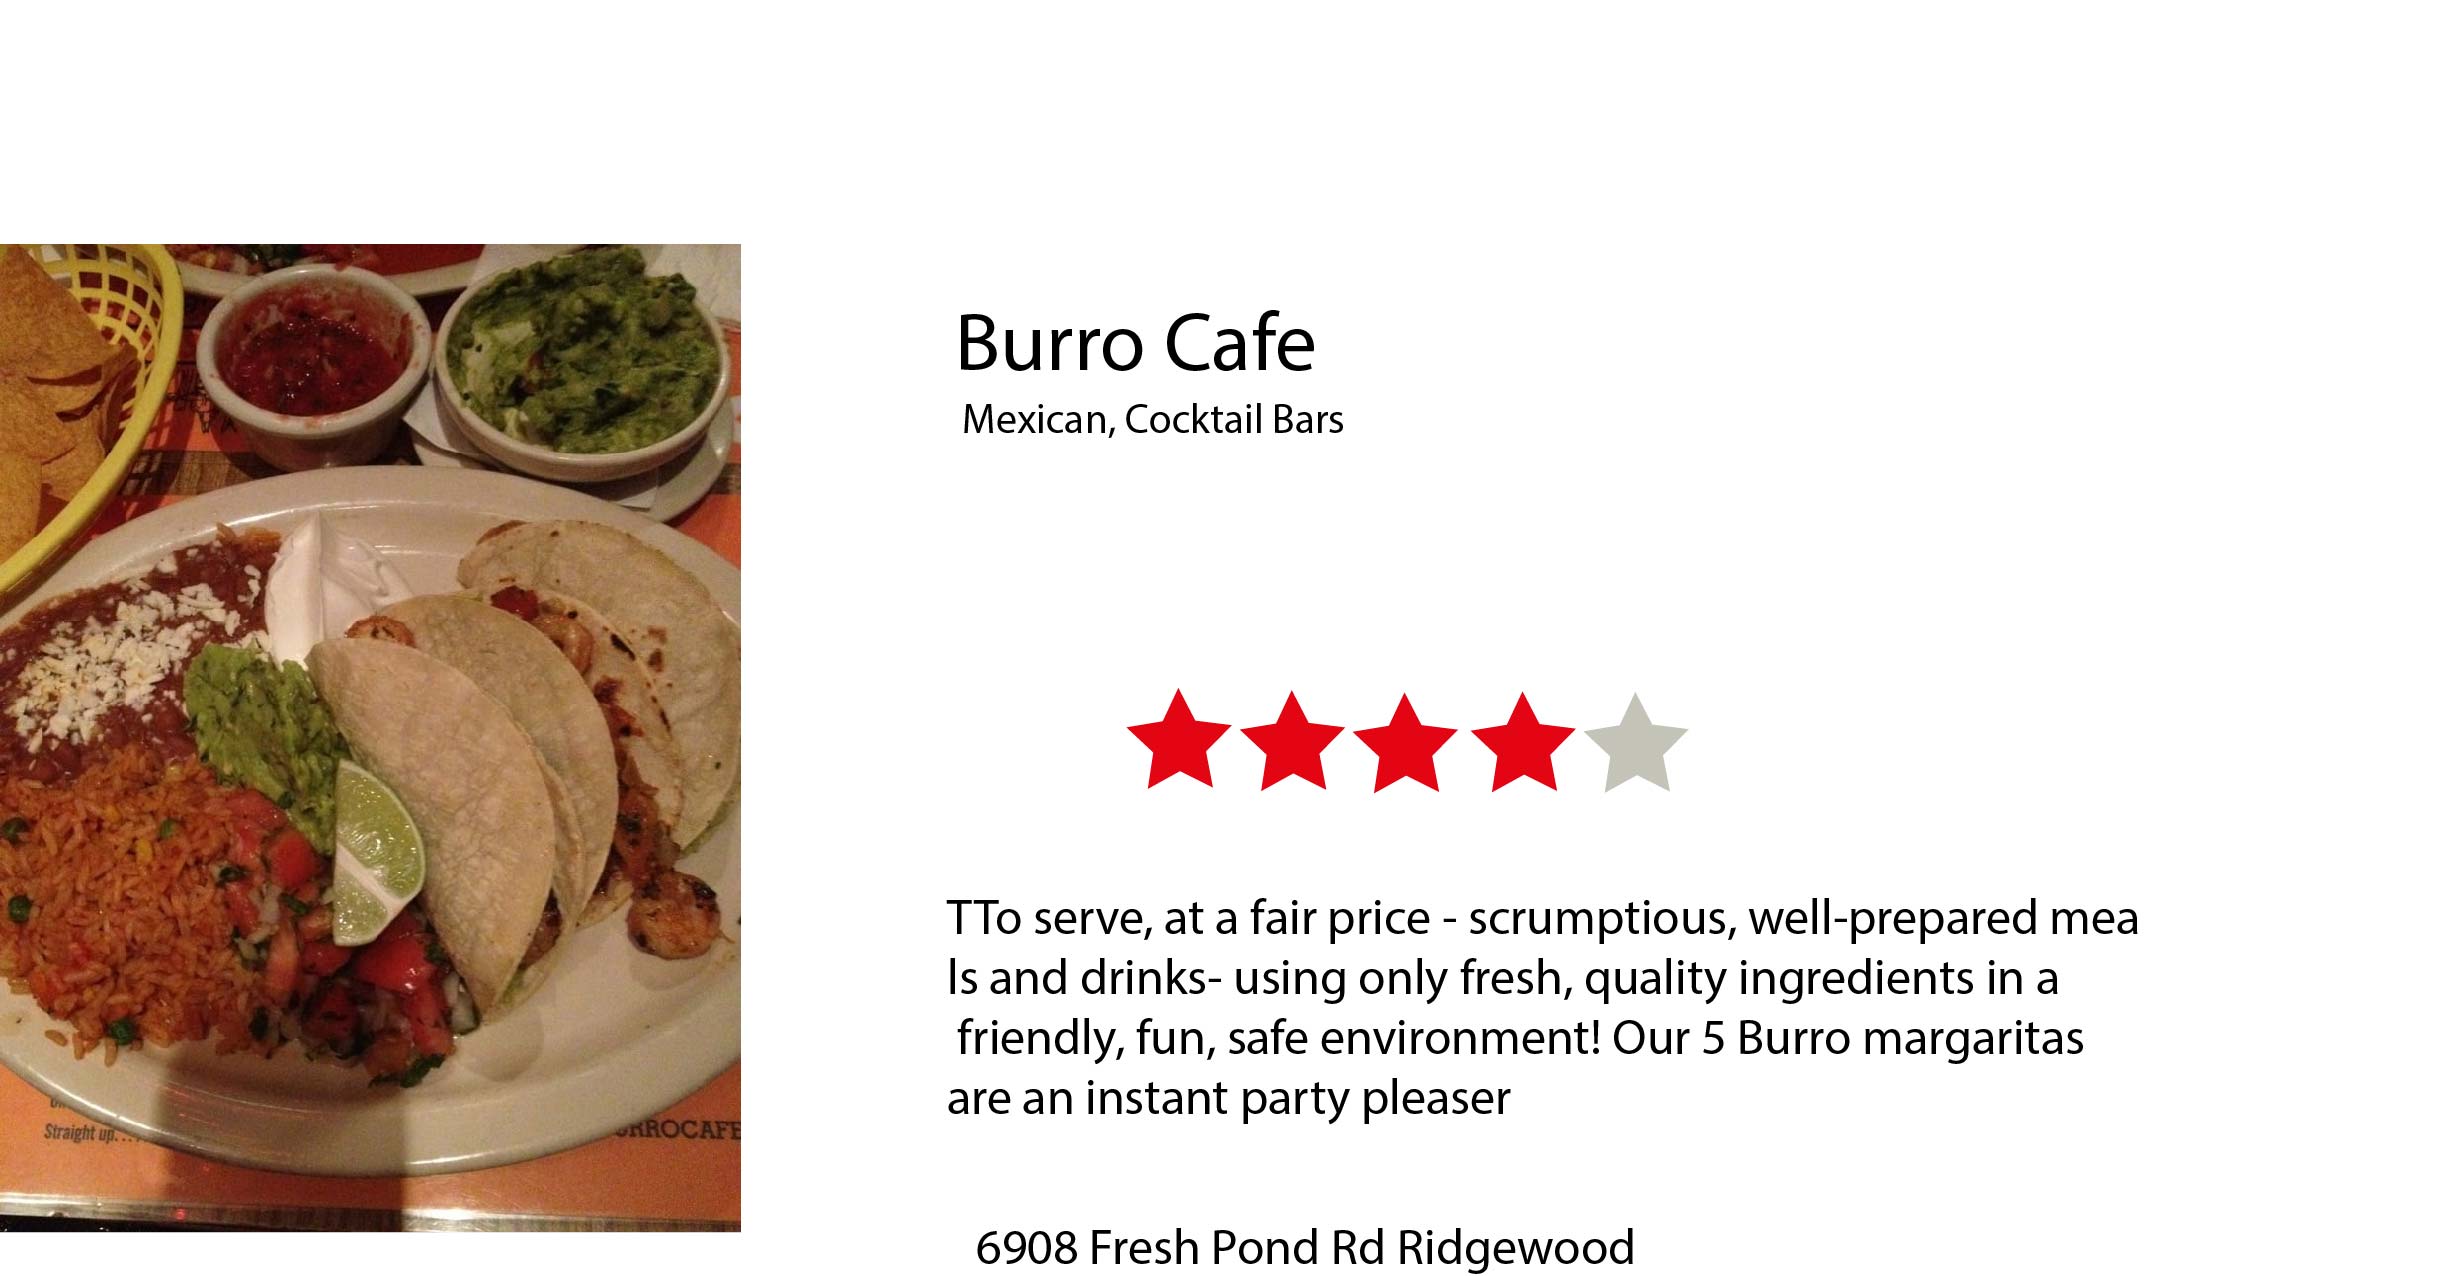 Burro Cafe
Mexican, Cocktail Bars
TTo serve, at a fair price - scrumptious, well-prepared mea
ls and drinks- using only fresh, quality ingredients in a
friendly, fun, safe environment! Our 5 Burro margaritas
are an instant party pleaser
Straight up...
6908 Fresh Pond Rd Ridgewood